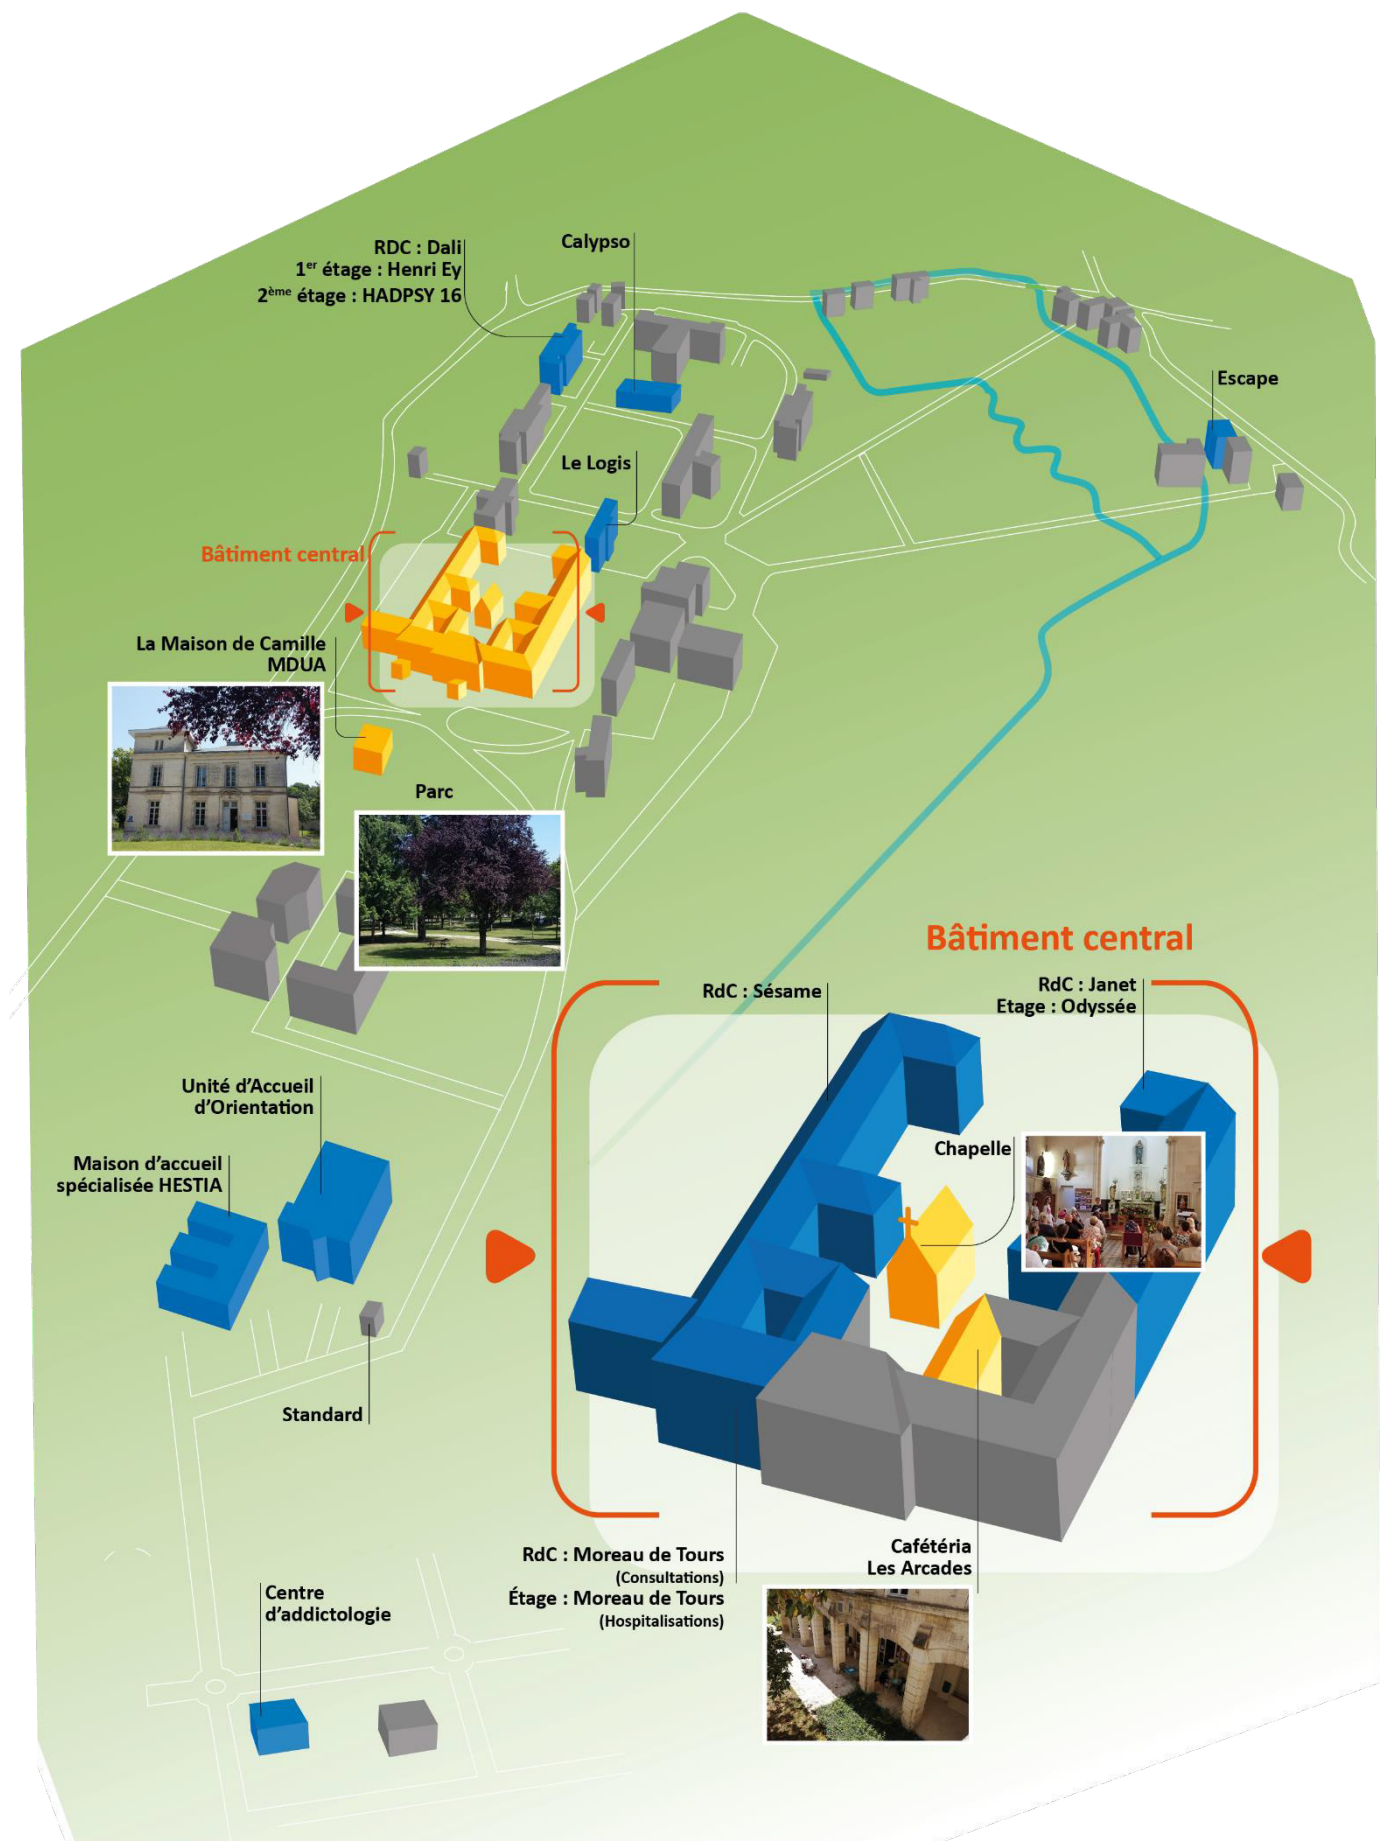 RDC : Dali
1er étage : Henri Ey
2ème étage : HADPSY 16
Calypso
Escape
Le Logis
Bâtiment central
La Maison de Camille
MDUA
Parc
Bâtiment central
RdC : Sésame
RdC : Janet
Etage : Odyssée
Unité d’Accueil
d’Orientation
Chapelle
Maison d’accueil
spécialisée HESTIA
Standard
RdC : Moreau de Tours
(Consultations)
Étage : Moreau de Tours
(Hospitalisations)
Cafétéria
Les Arcades
Centre
d’addictologie